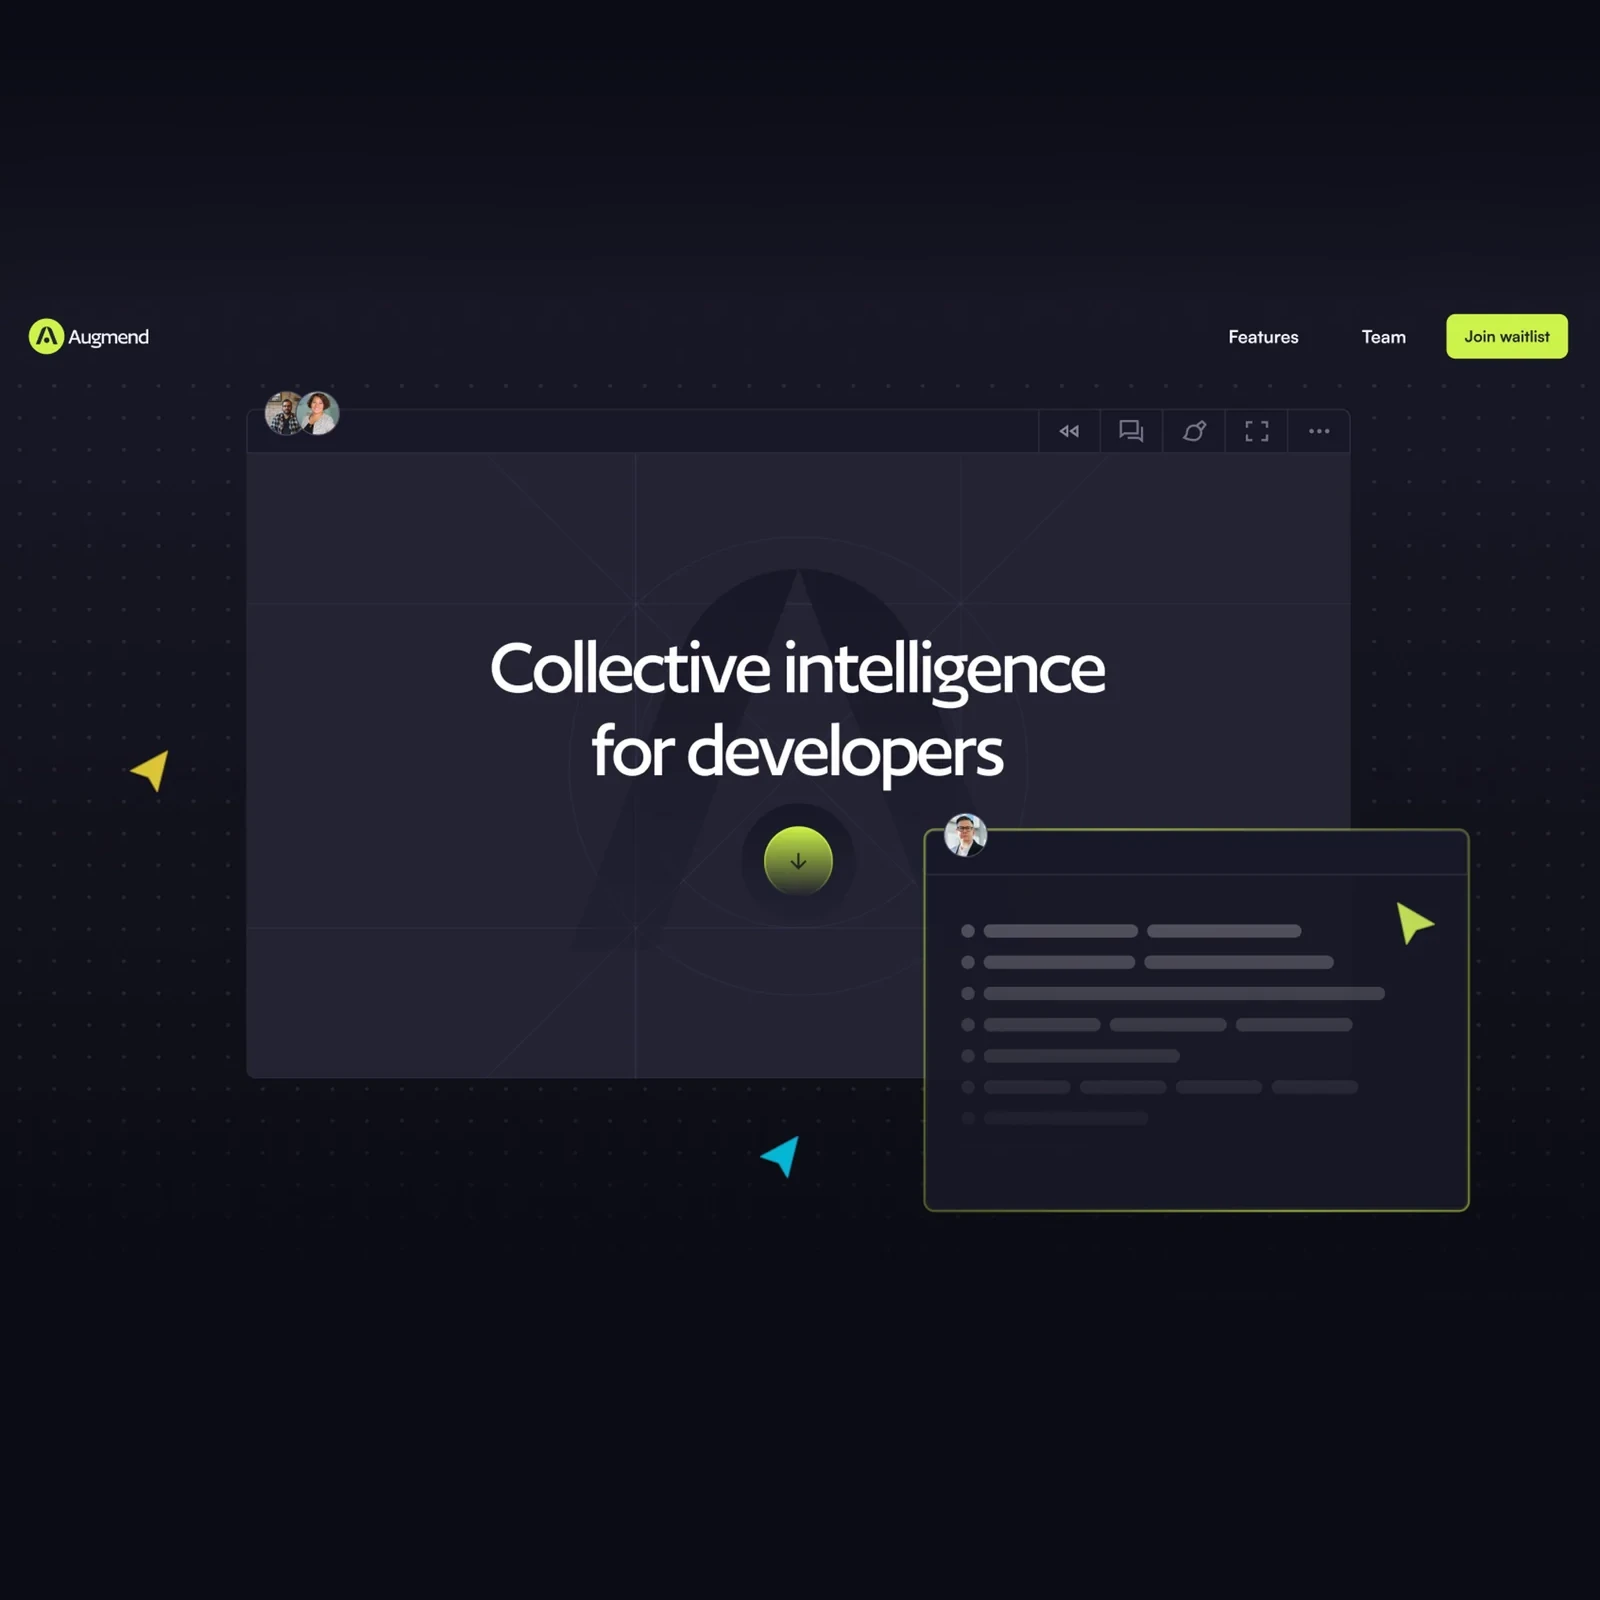 Augmend
Features
Team
Join waitlist
Collective intelligence
for developers